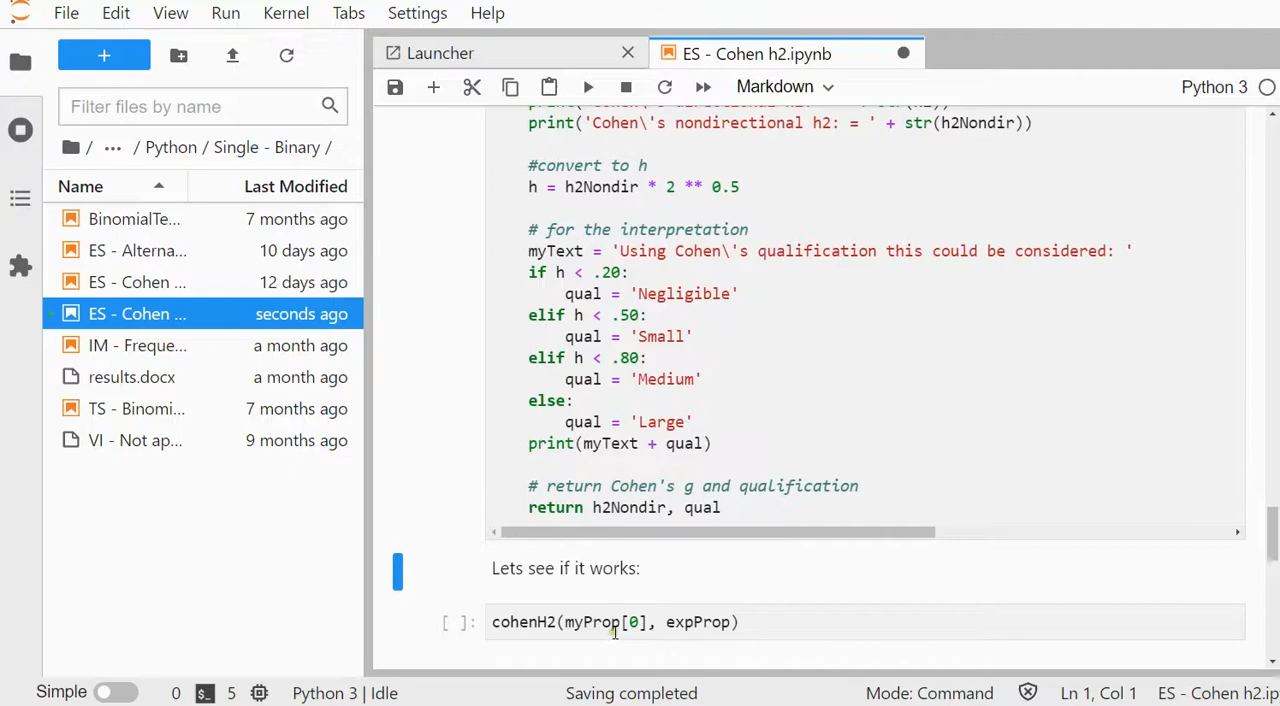 File Edit View Run Kernel Tabs Settings Help
+
Filter files by name
/ ··· / Python / Single - Binary /
Name Last Modified
BinomialTe... 7 months ago
ES - Alterna... 10 days ago
ES - Cohen ... 12 days ago
ES - Cohen ... seconds ago
IM - Freque... a month ago
results.docx a month ago
TS - Binomi... 7 months ago
VI - Not ap... 9 months ago
Launcher
ES - Cohen h2.ipynb
Markdown
Python 3
print('Cohen\'s nondirectional h2: = ' + str(h2Nondir))
#convert to h
h = h2Nondir * 2 ** 0.5
# for the interpretation
myText = 'Using Cohen\'s qualification this could be considered: '
if h < .20:
qual = 'Negligible'
elif h < .50:
qual = 'Small'
elif h < .80:
qual = 'Medium'
else:
qual = 'Large'
print(myText + qual)
# return Cohen's g and qualification
return h2Nondir, qual
Lets see if it works:
[ ]: cohenH2(myProp[0], expProp)
Simple 0 5 Python 3 | Idle Saving completed Mode: Command Ln 1, Col 1 ES - Cohen h2.ip